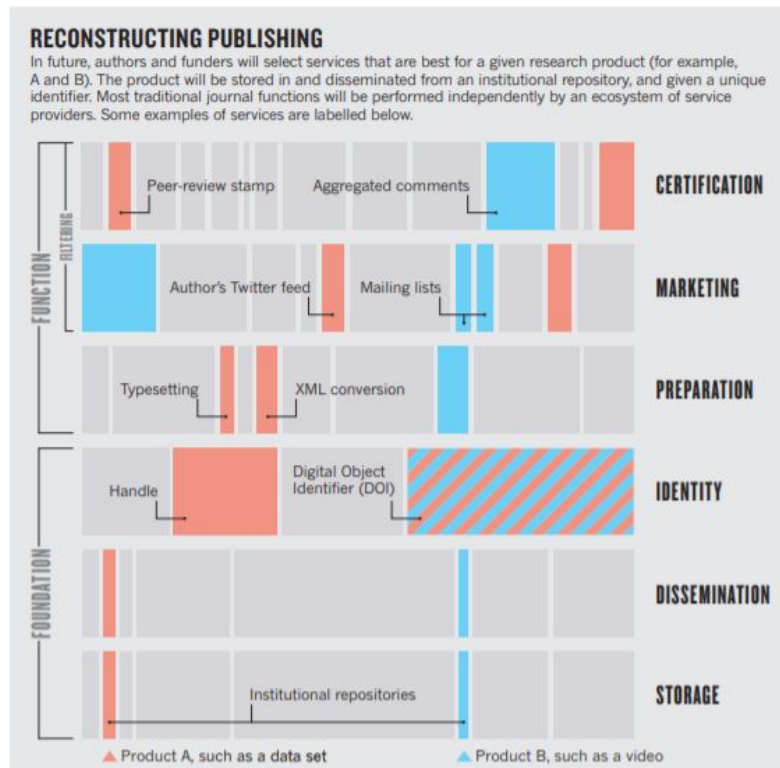 RECONSTRUCTING PUBLISHING
In future, authors and funders will select services that are best for a given research product (for example,
A and B). The product will be stored in and disseminated from an institutional repository, and given a unique
identifier. Most traditional journal functions will be performed independently by an ecosystem of service
providers. Some examples of services are labelled below.
FUNCTION
FILTERING
Peer-review stamp
Aggregated comments
CERTIFICATION
Author's Twitter feed
Mailing lists
MARKETING
Typesetting
XML conversion
PREPARATION
FOUNDATION
Handle
Digital Object
Identifier (DOI)
IDENTITY
DISSEMINATION
Institutional repositories
STORAGE
Product A, such as a data set
Product B, such as a video